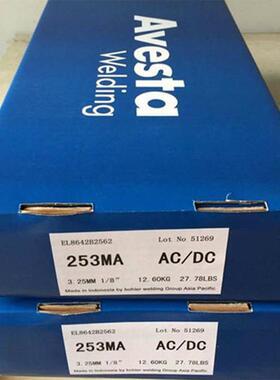 Avesta
Welding
EL8642B2562 Lot No 51269
253MA AC/DC
3.25MM 1/8" 12.60KG 27.78LBS
Made in Indonesia by bohler welding Group Asia Pacific.
EL8642B2562 Lot No 51269
253MA AC/DC
3.25MM 1/8" 12.60KG 27.78LBS
Made in Indonesia by bohler welding Group Asia Pacific.